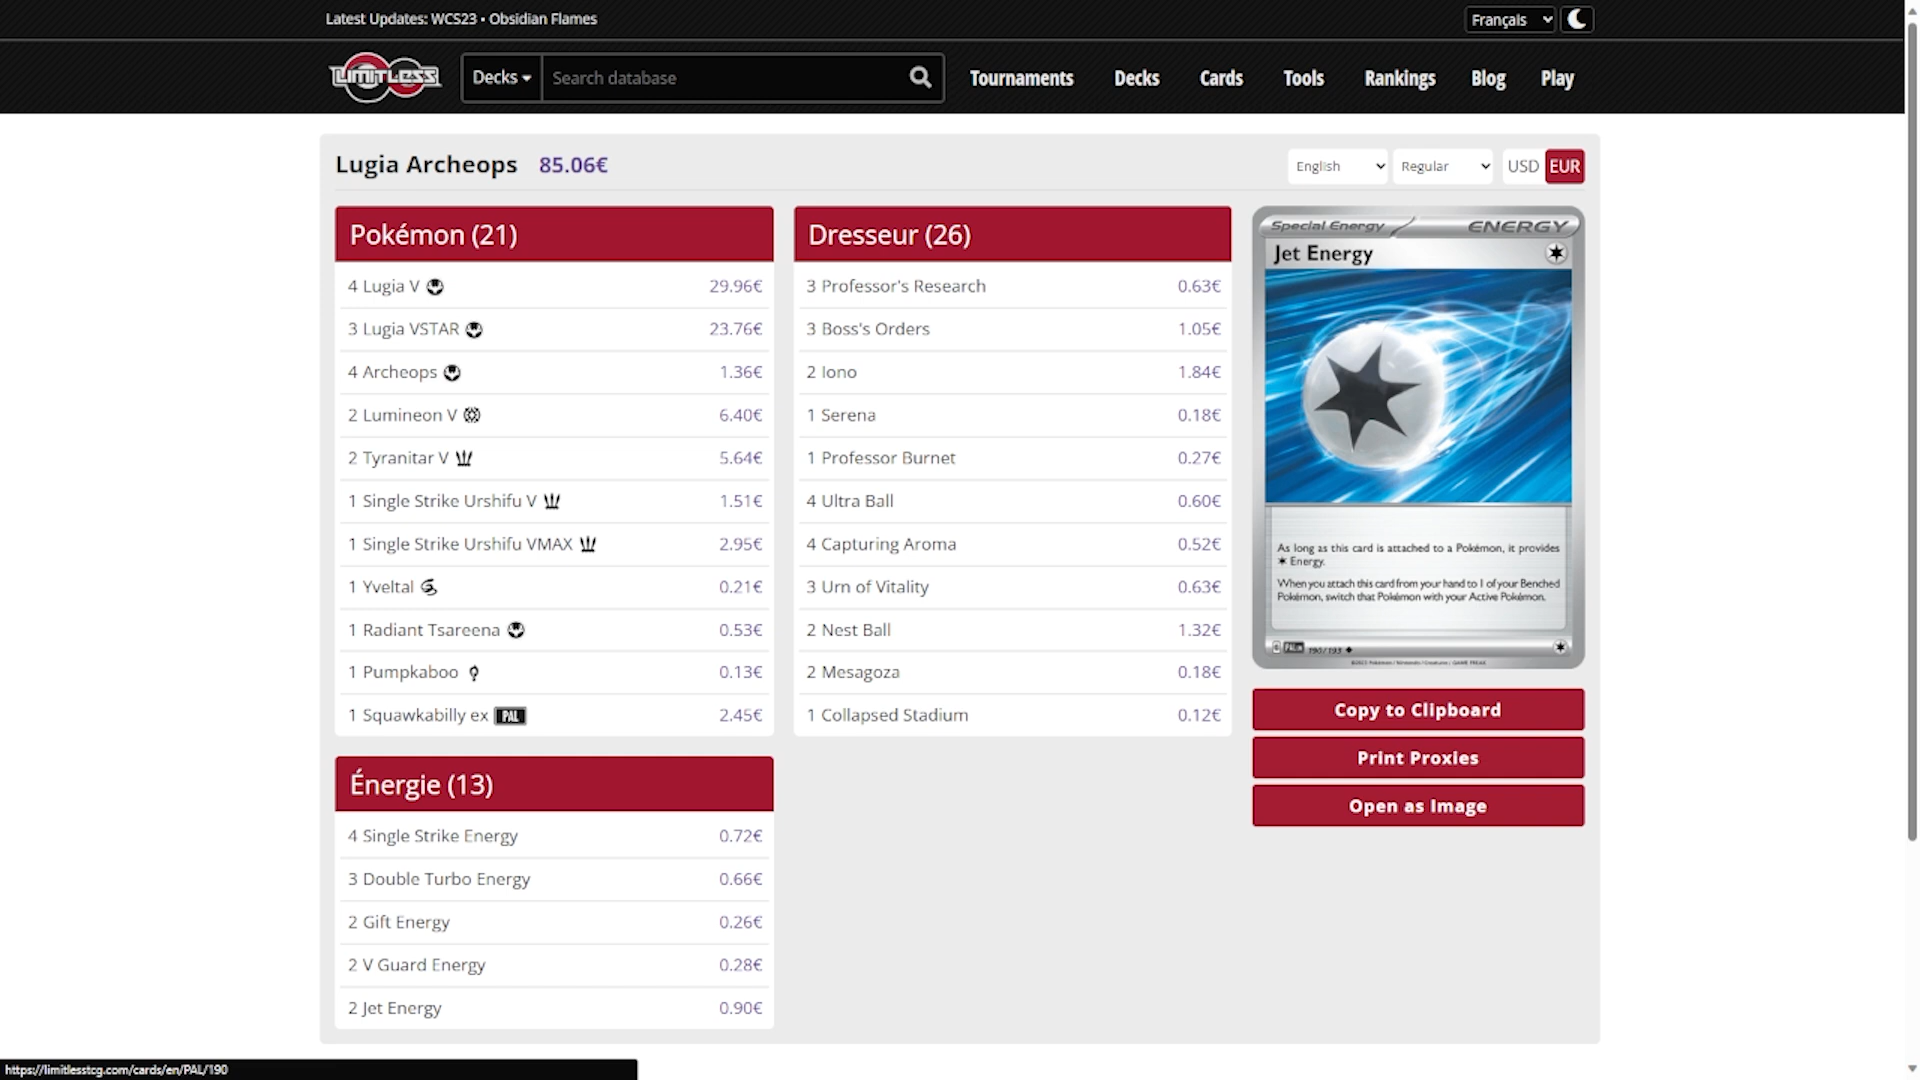 Latest Updates: WCS23 • Obsidian Flames
Français
LIMITLESS
Decks
Search database
Tournaments
Decks
Cards
Tools
Rankings
Blog
Play
Lugia Archeops 85.06€
English
Regular
USD
EUR
Pokémon (21)
4 Lugia V 29.96€
3 Lugia VSTAR 23.76€
4 Archeops 1.36€
2 Lumineon V 6.40€
2 Tyranitar V 5.64€
1 Single Strike Urshifu V 1.51€
1 Single Strike Urshifu VMAX 2.95€
1 Yveltal 0.21€
1 Radiant Tsareena 0.53€
1 Pumpkaboo 0.13€
1 Squawkabilly ex PAL 2.45€
Énergie (13)
4 Single Strike Energy 0.72€
3 Double Turbo Energy 0.66€
2 Gift Energy 0.26€
2 V Guard Energy 0.28€
2 Jet Energy 0.90€
Dresseur (26)
3 Professor's Research 0.63€
3 Boss's Orders 1.05€
2 Iono 1.84€
1 Serena 0.18€
1 Professor Burnet 0.27€
4 Ultra Ball 0.60€
4 Capturing Aroma 0.52€
3 Urn of Vitality 0.63€
2 Nest Ball 1.32€
2 Mesagoza 0.18€
1 Collapsed Stadium 0.12€
Special Energy ENERGY
Jet Energy
As long as this card is attached to a Pokémon, it provides
Energy.
When you attach this card from your hand to 1 of your Benched
Pokémon, switch that Pokémon with your Active Pokémon.
190/193
Copy to Clipboard
Print Proxies
Open as Image
https://limitlesstcg.com/cards/en/PAL/190